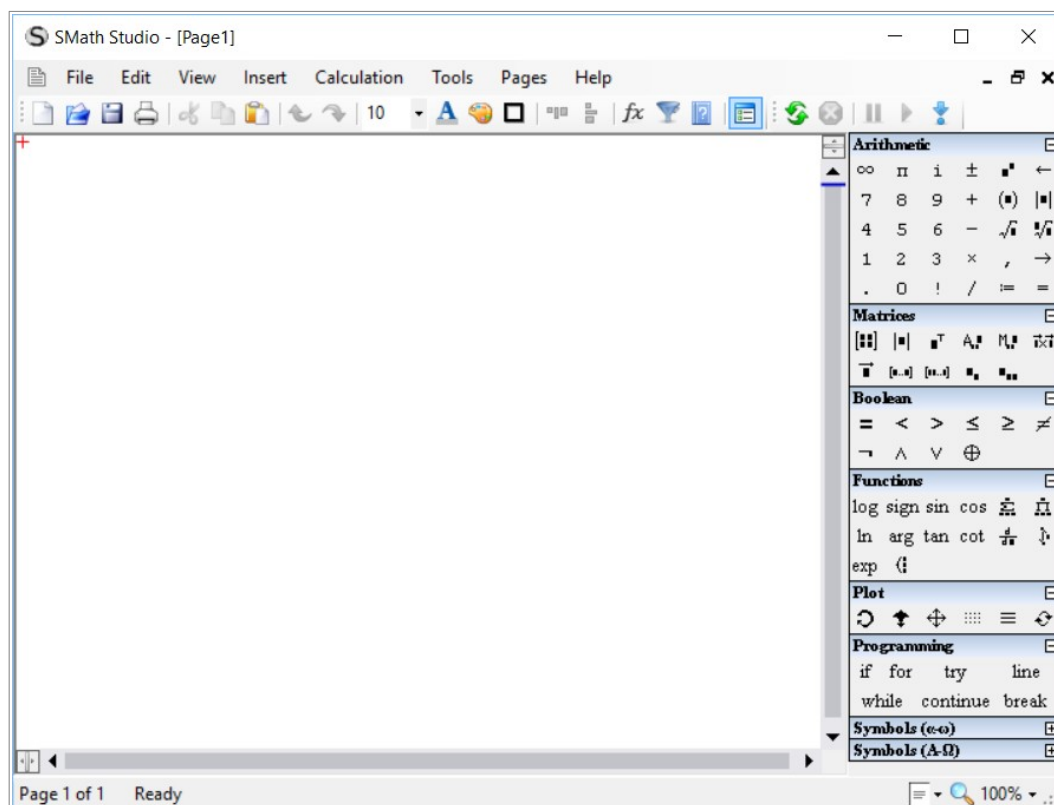 SMath Studio - [Page1]
File Edit View Insert Calculation Tools Pages Help
10 A fx
Arithmetic
∞ π i ±
7 8 9 + (■) |■|
4 5 6 −
1 2 3 × , →
. 0 ! / := =
Matrices
Boolean
= < > ≤ ≥ ≠
¬ ∧ ∨ ⊕
Functions
log sign sin cos
ln arg tan cot
exp
Plot
Programming
if for try line
while continue break
Symbols (α-ω)
Symbols (Α-Ω)
Page 1 of 1 Ready 100%